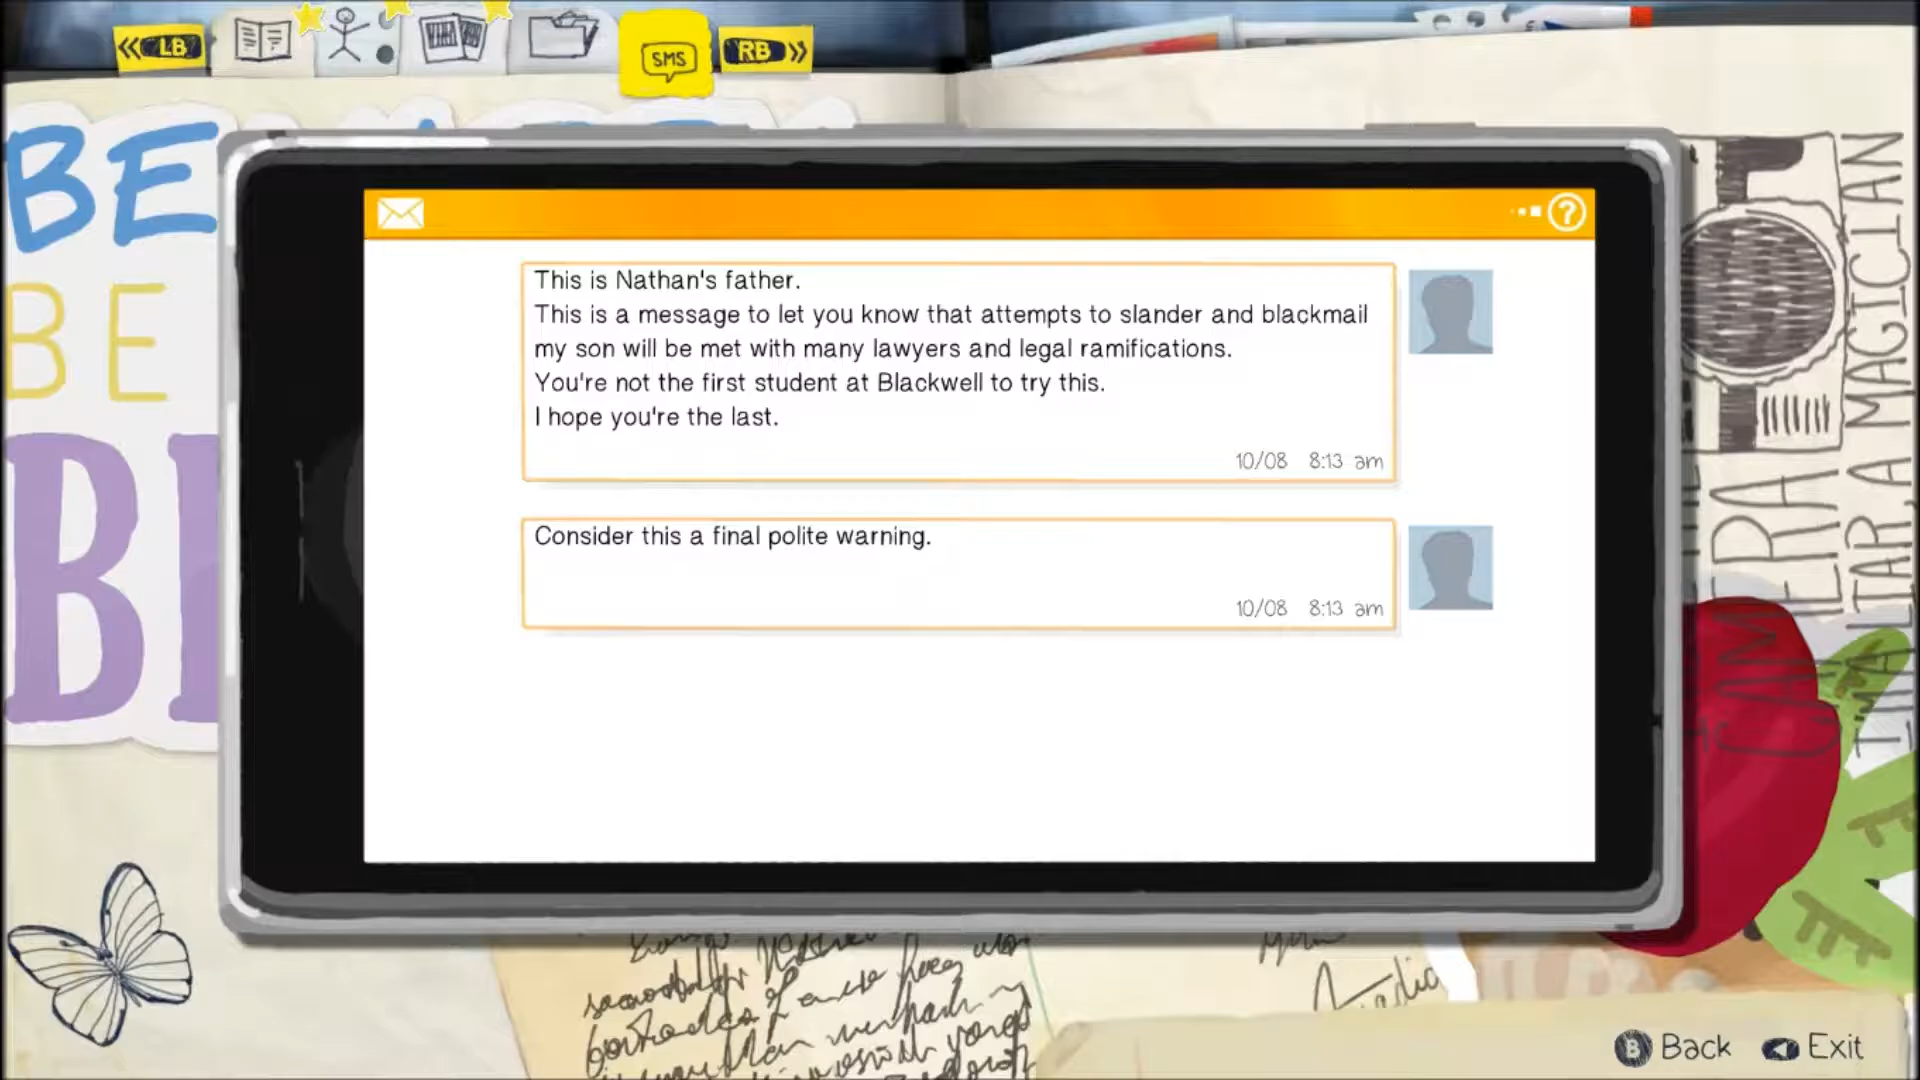 LB
SMS
RB
BE
BE
This is Nathan's father.
This is a message to let you know that attempts to slander and blackmail
my son will be met with many lawyers and legal ramifications.
You're not the first student at Blackwell to try this.
I hope you're the last.
10/08 8:13 am
Consider this a final polite warning.
10/08 8:13 am
MAGICIAN
B Back
Exit